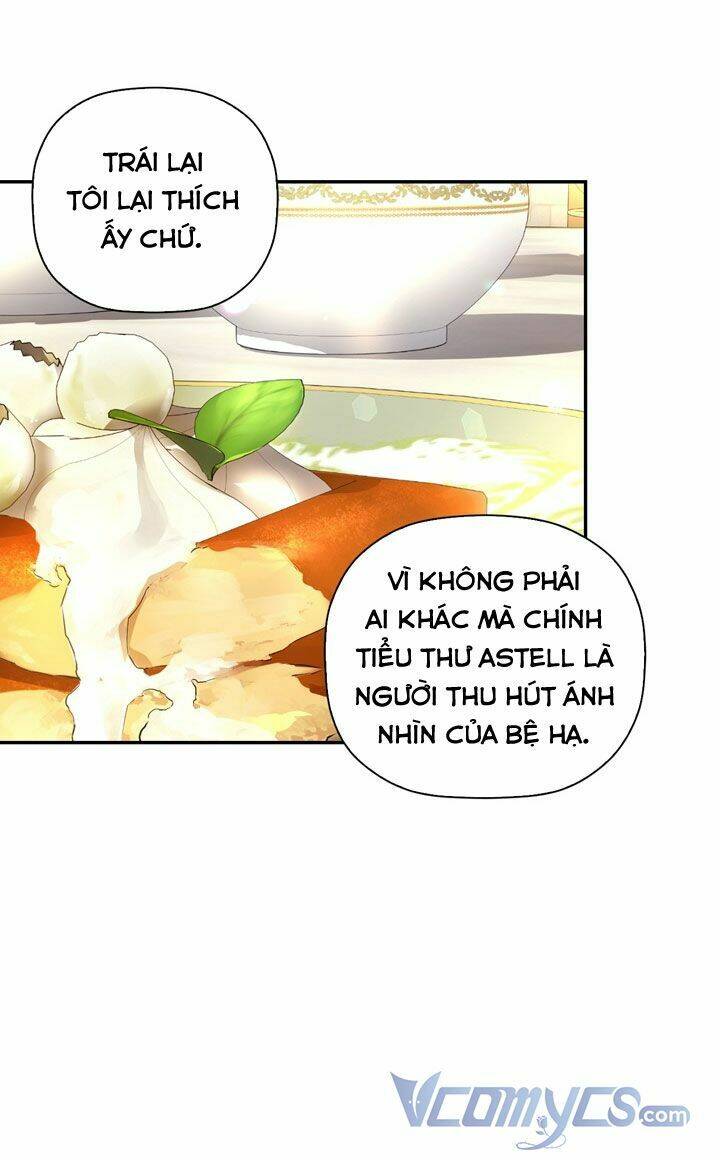 TRÁI LẠI
TÔI LẠI THÍCH
ẤY CHỨ.
VÌ KHÔNG PHẢI
AI KHÁC MÀ CHÍNH
TIỂU THƯ ASTELL LÀ
NGƯỜI THU HÚT ÁNH
NHÌN CỦA BỆ HẠ.
VCOMYCS.com